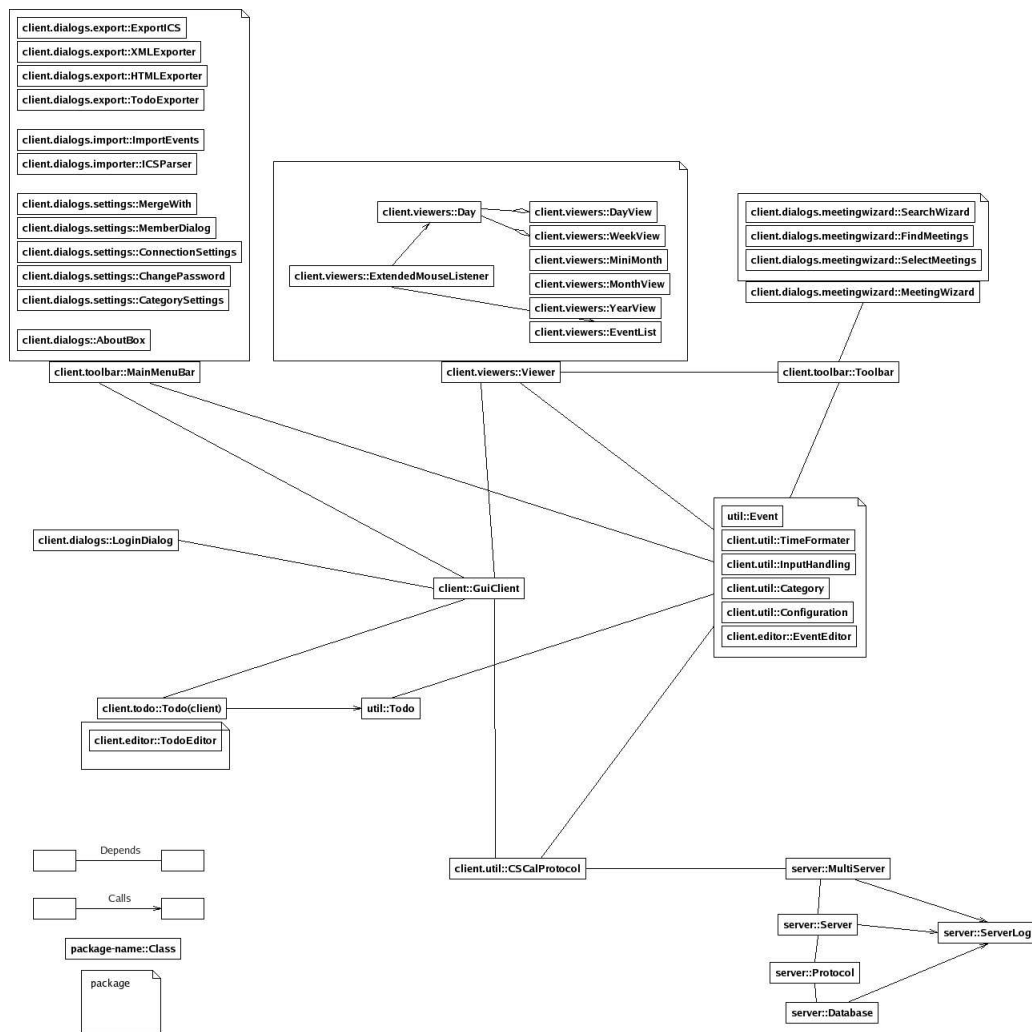 client.dialogs.export::ExportICS
client.dialogs.export::XMLExporter
client.dialogs.export::HTMLExporter
client.dialogs.export::TodoExporter
client.dialogs.import::ImportEvents
client.dialogs.importer::ICSParser
client.dialogs.settings::MergeWith
client.dialogs.settings::MemberDialog
client.dialogs.settings::ConnectionSettings
client.dialogs.settings::ChangePassword
client.dialogs.settings::CategorySettings
client.dialogs::AboutBox
client.toolbar::MainMenuBar
client.viewers::Day
client.viewers::ExtendedMouseListener
client.viewers::DayView
client.viewers::WeekView
client.viewers::MiniMonth
client.viewers::MonthView
client.viewers::YearView
client.viewers::EventList
client.viewers::Viewer
client.dialogs.meetingwizard::SearchWizard
client.dialogs.meetingwizard::FindMeetings
client.dialogs.meetingwizard::SelectMeetings
client.dialogs.meetingwizard::MeetingWizard
client.toolbar::Toolbar
util::Event
client.util::TimeFormater
client.util::InputHandling
client.util::Category
client.util::Configuration
client.editor::EventEditor
client.dialogs::LoginDialog
client::GuiClient
client.todo::Todo(client)
client.editor::TodoEditor
util::Todo
client.util::CSCalProtocol
server::MultiServer
server::Server
server::ServerLog
server::Protocol
server::Database
Depends
Calls
package-name::Class
package